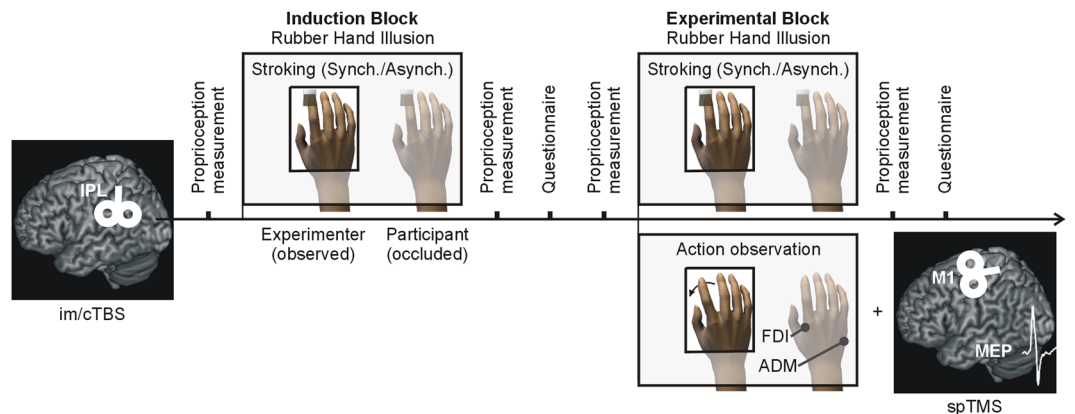 Induction Block
Rubber Hand Illusion
Stroking (Synch./Asynch.)
Experimental Block
Rubber Hand Illusion
Stroking (Synch./Asynch.)
Proprioception
measurement
Proprioception
measurement
Questionnaire
Proprioception
measurement
Proprioception
measurement
Questionnaire
IPL
im/cTBS
Experimenter
(observed)
Participant
(occluded)
Action observation
FDI
ADM
+
M1
MEP
spTMS